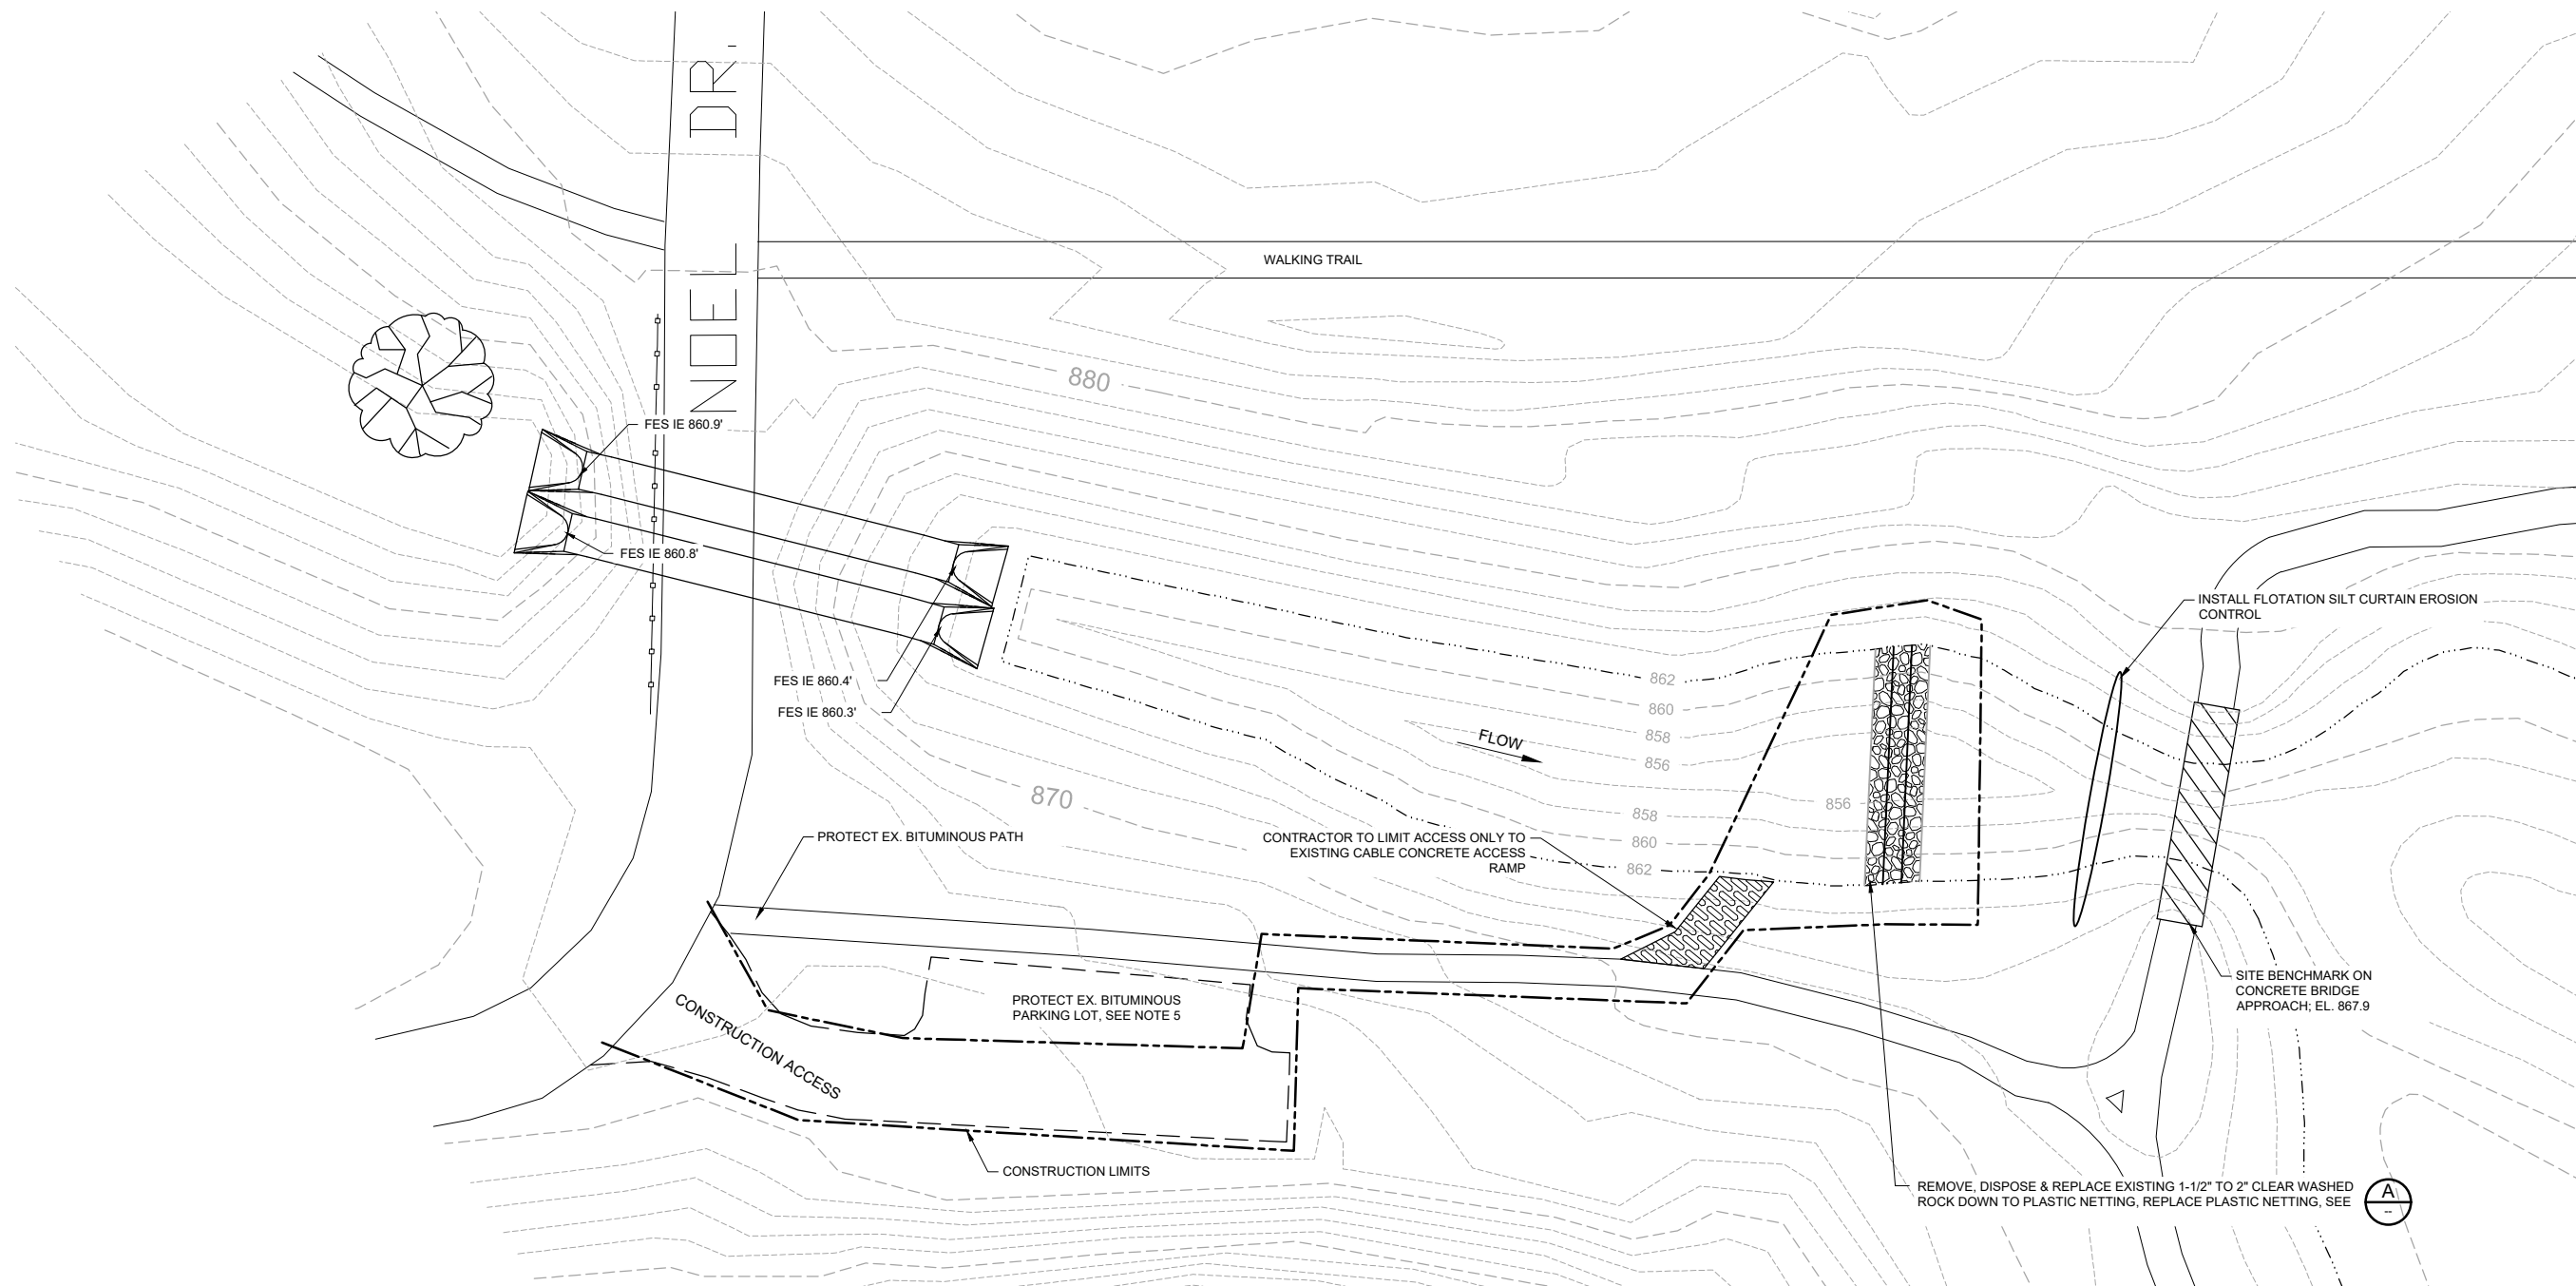 NOEL DR.
WALKING TRAIL
880
FES IE 860.9'
FES IE 860.8'
INSTALL FLOTATION SILT CURTAIN EROSION
CONTROL
FES IE 860.4'
FES IE 860.3'
862
860
858
856
FLOW
870
856
858
860
862
PROTECT EX. BITUMINOUS PATH
CONTRACTOR TO LIMIT ACCESS ONLY TO
EXISTING CABLE CONCRETE ACCESS
RAMP
SITE BENCHMARK ON
CONCRETE BRIDGE
APPROACH; EL. 867.9
PROTECT EX. BITUMINOUS
PARKING LOT, SEE NOTE 5
CONSTRUCTION ACCESS
CONSTRUCTION LIMITS
REMOVE, DISPOSE & REPLACE EXISTING 1-1/2" TO 2" CLEAR WASHED
ROCK DOWN TO PLASTIC NETTING, REPLACE PLASTIC NETTING, SEE
A
--